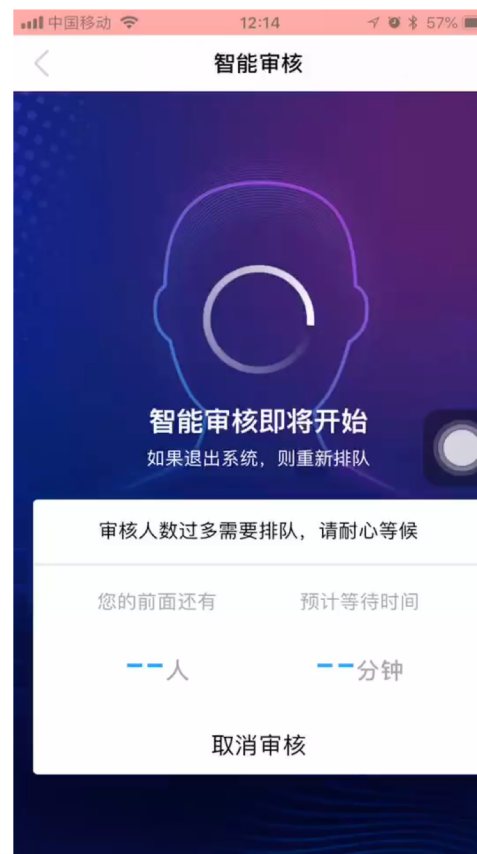 中国移动 12:14 57%
智能审核
智能审核即将开始
如果退出系统，则重新排队
审核人数过多需要排队，请耐心等候
您的前面还有 预计等待时间
--人 --分钟
取消审核